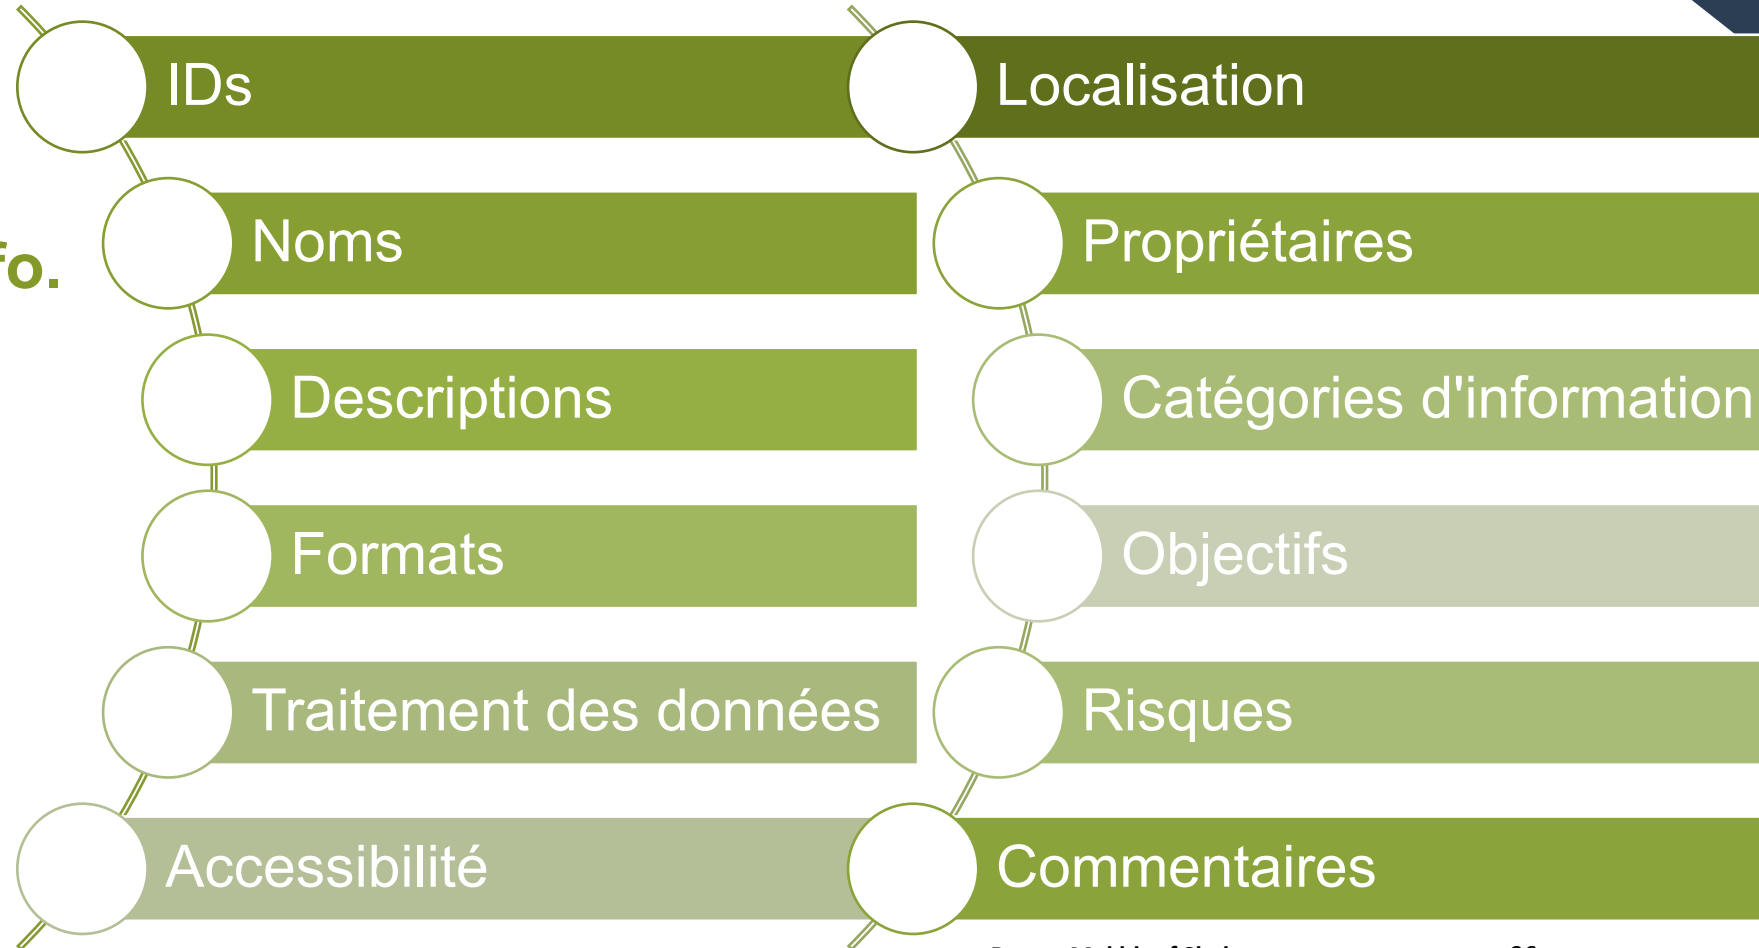 fo.
IDs
Noms
Descriptions
Formats
Traitement des données
Accessibilité
Localisation
Propriétaires
Catégories d'information
Objectifs
Risques
Commentaires